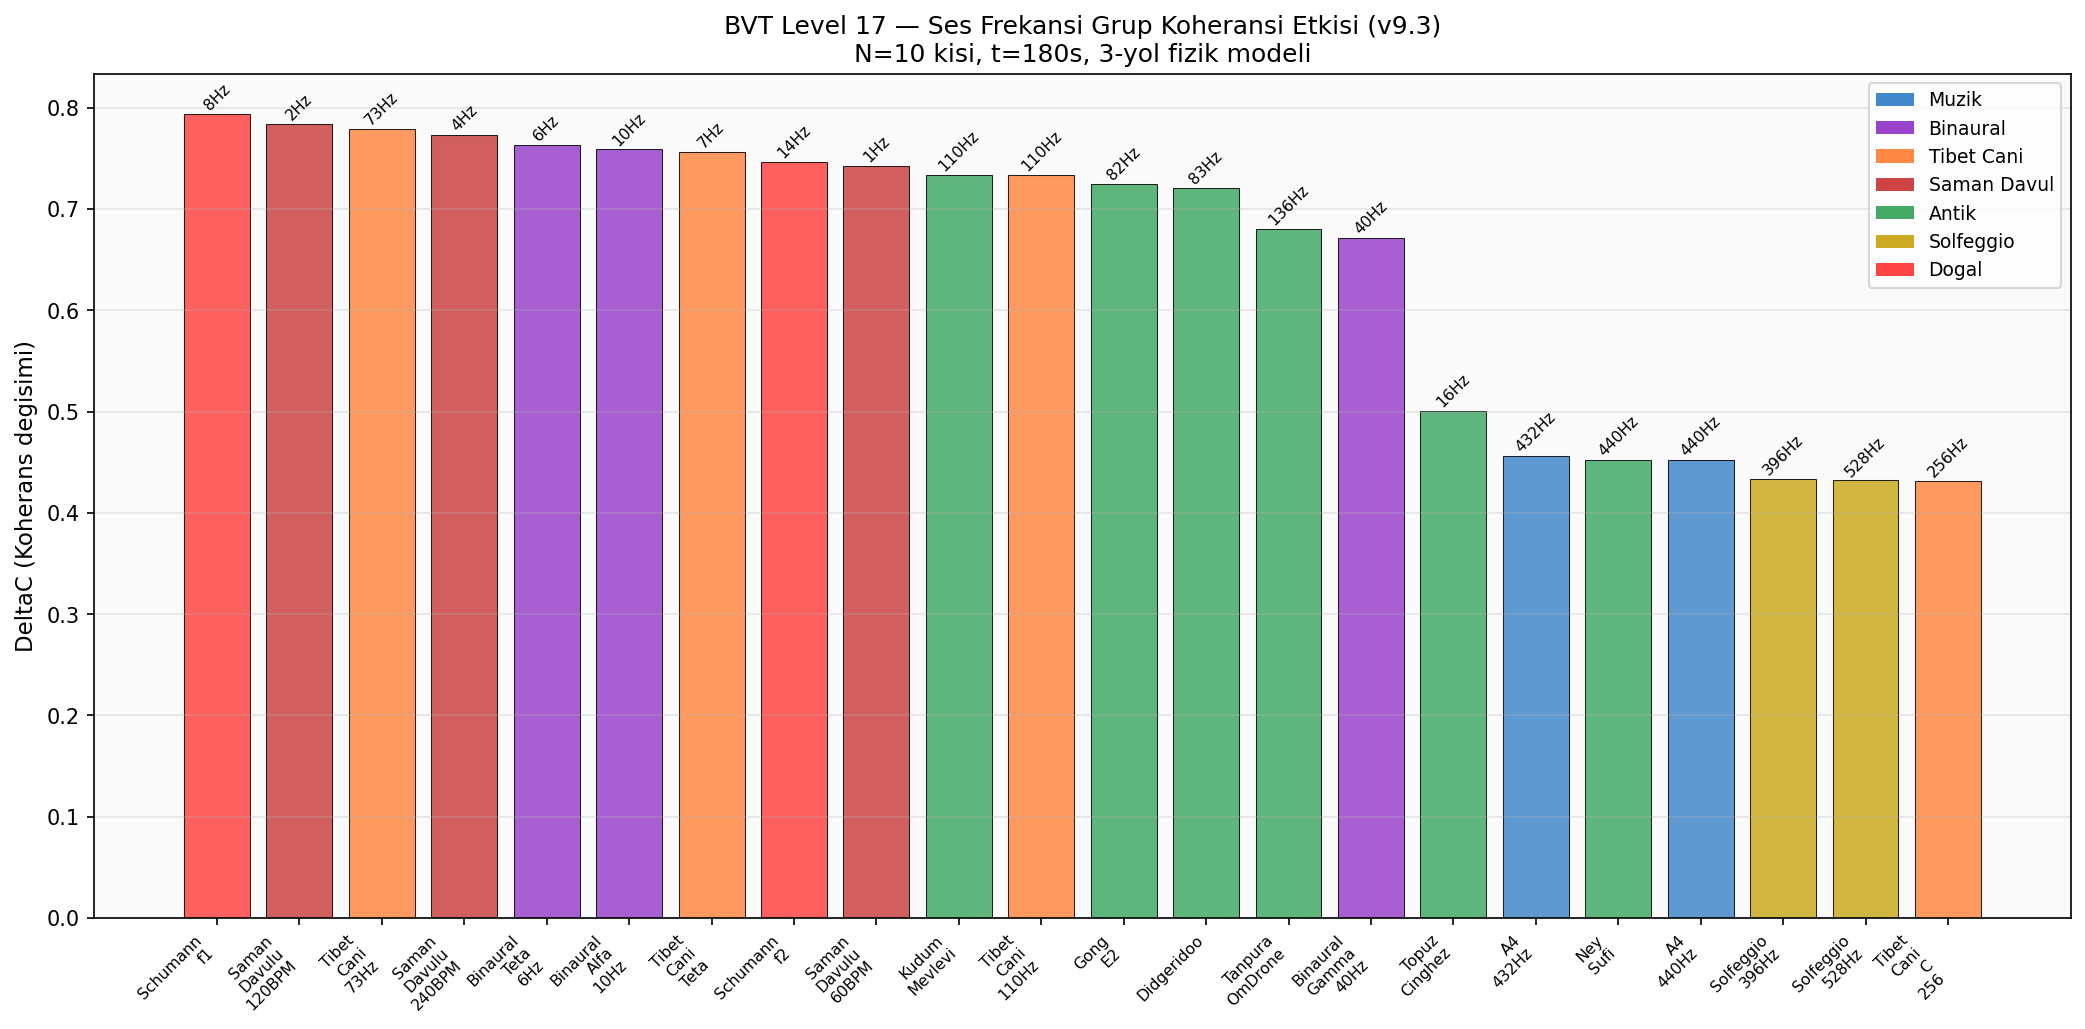 BVT Level 17 — Ses Frekansi Grup Koheransi Etkisi (v9.3)
N=10 kisi, t=180s, 3-yol fizik modeli
DeltaC (Koherans degisimi)
0.8
0.7
0.6
0.5
0.4
0.3
0.2
0.1
0.0
8Hz
2Hz
73Hz
4Hz
6Hz
10Hz
7Hz
14Hz
1Hz
110Hz
110Hz
82Hz
83Hz
136Hz
40Hz
16Hz
432Hz
440Hz
440Hz
396Hz
528Hz
256Hz
Muzik
Binaural
Tibet Cani
Saman Davul
Antik
Solfeggio
Dogal
Schumann
f1
Saman
Davulu
120BPM
Tibet
Cani
73Hz
Saman
Davulu
240BPM
Binaural
Teta
6Hz
Binaural
Alfa
10Hz
Tibet
Cani
Teta
Schumann
f2
Saman
Davulu
60BPM
Kudum
Mevlevi
Tibet
Cani
110Hz
Gong
E2
Didgeridoo
Tanpura
OmDrone
Binaural
Gamma
40Hz
Topuz
Cinghez
A4
432Hz
Ney
Sufi
A4
440Hz
Solfeggio
396Hz
Solfeggio
528Hz
Tibet
Cani
C
256